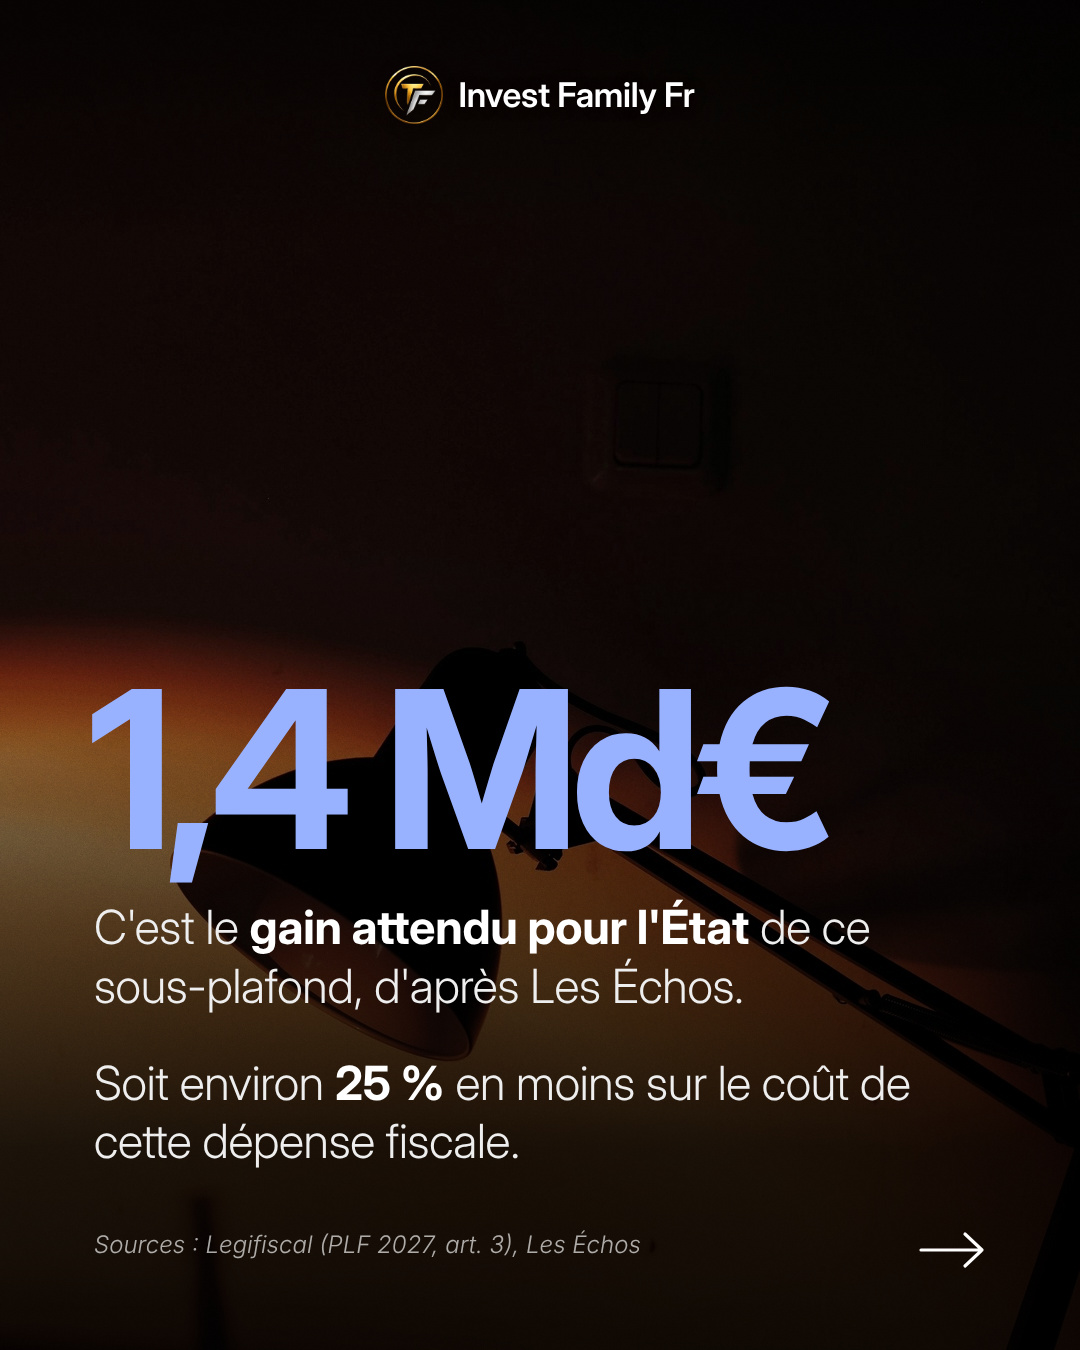 TF
Invest Family Fr
1,4 Md€
C'est le gain attendu pour l'État de ce
sous-plafond, d'après Les Échos.
Soit environ 25 % en moins sur le coût de
cette dépense fiscale.
Sources : Legifiscal (PLF 2027, art. 3), Les Échos